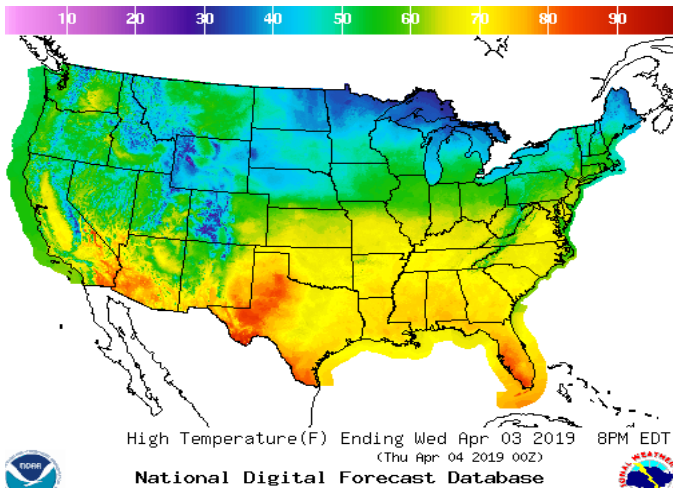 10 20 30 40 50 60 70 80 90
High Temperature(F) Ending Wed Apr 03 2019 8PM EDT
(Thu Apr 04 2019 00Z)
National Digital Forecast Database
NOAA